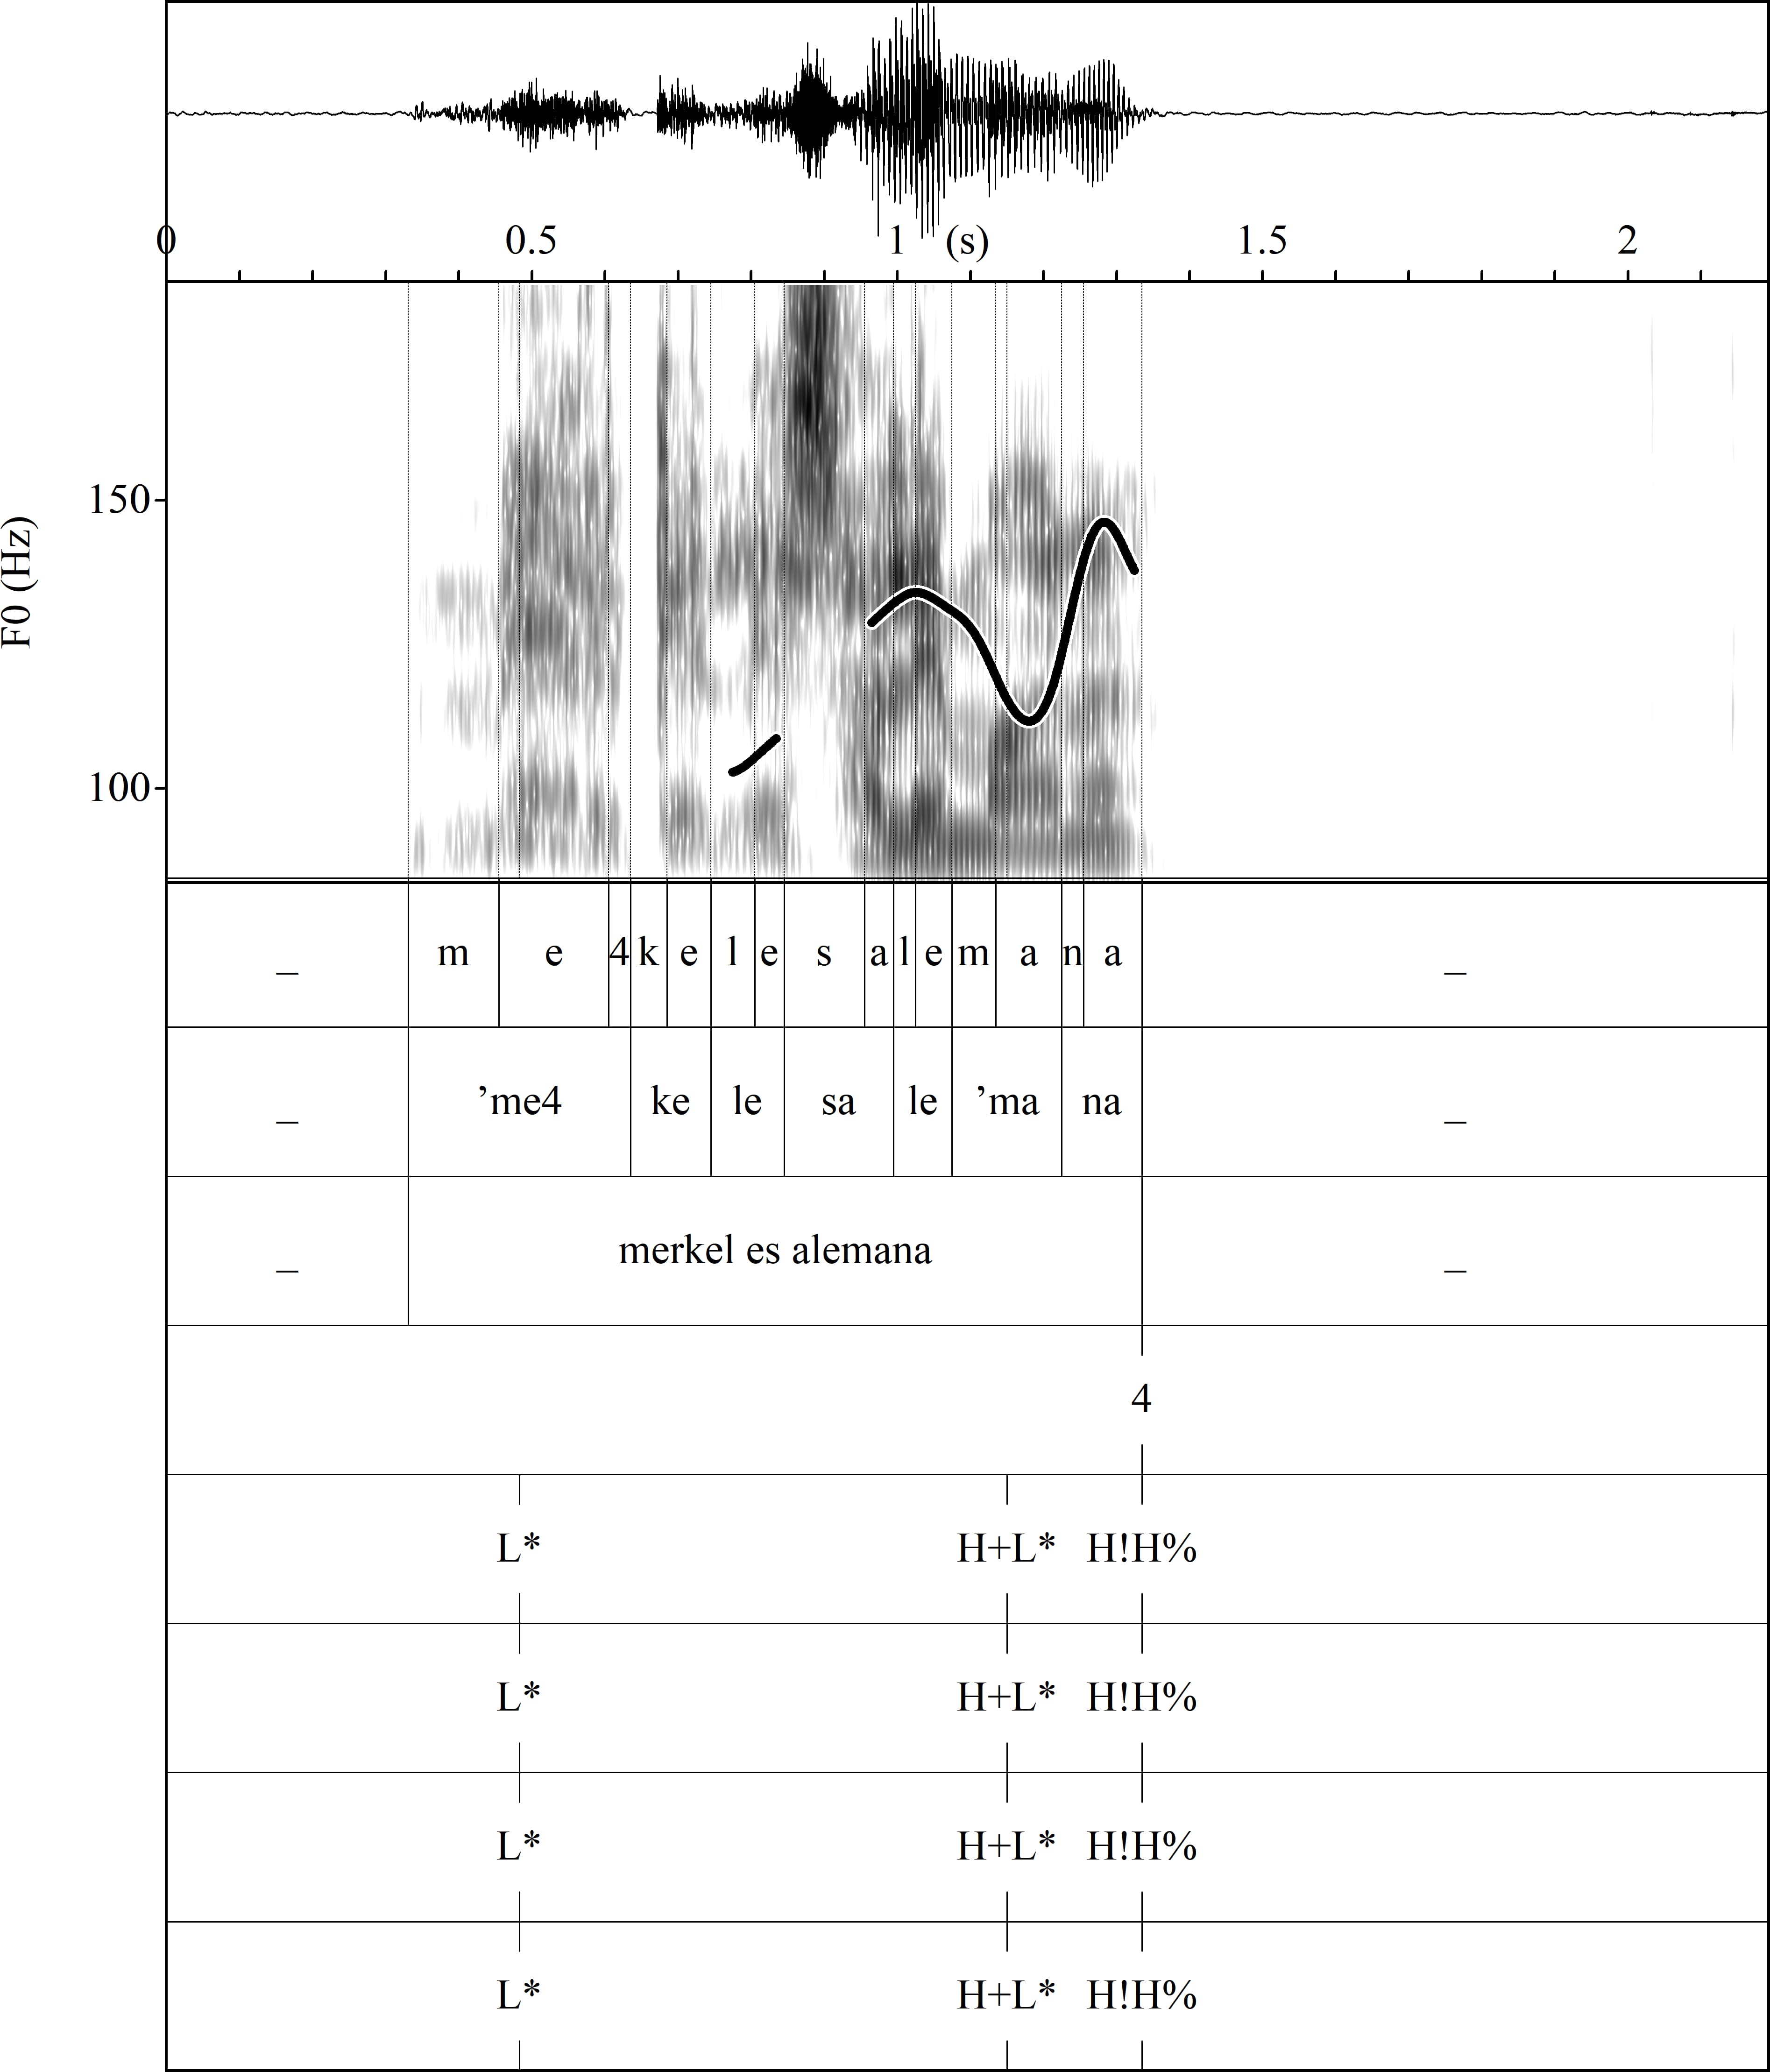 0 0.5 1 (s) 1.5 2
F0 (Hz)
150
100
_ m e 4 k e l e s a l e m a n a _
_ ’me4 ke le sa le ’ma na _
_ merkel es alemana _
4
L* H+L* H!H%
L* H+L* H!H%
L* H+L* H!H%
L* H+L* H!H%